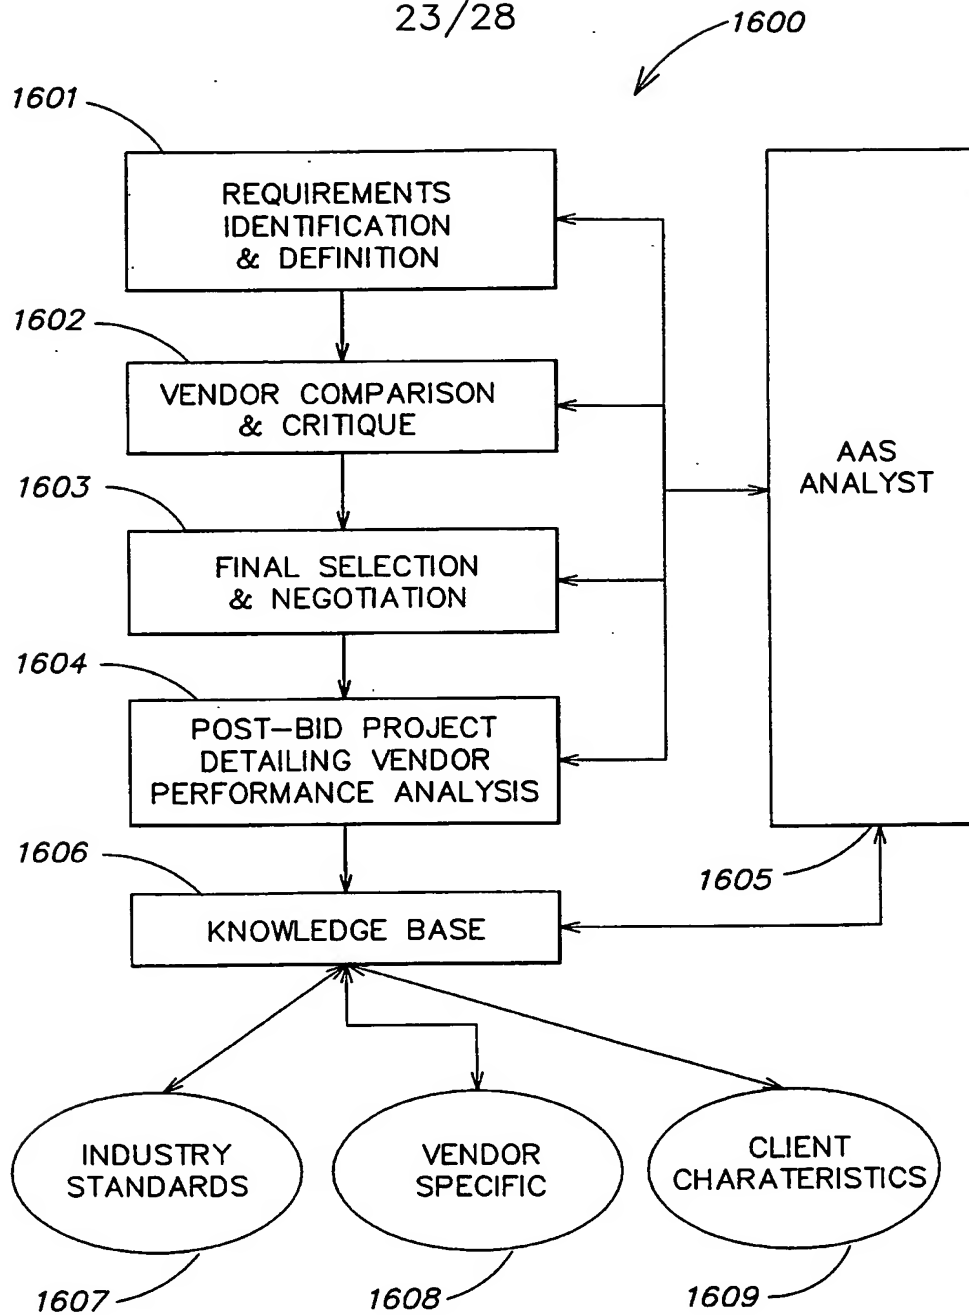 23/28
1600
1601
REQUIREMENTS
IDENTIFICATION
& DEFINITION
1602
VENDOR COMPARISON
& CRITIQUE
AAS
ANALYST
1603
FINAL SELECTION
& NEGOTIATION
1604
POST-BID PROJECT
DETAILING VENDOR
PERFORMANCE ANALYSIS
1605
1606
KNOWLEDGE BASE
INDUSTRY
STANDARDS
VENDOR
SPECIFIC
CLIENT
CHARATERISTICS
1607
1608
1609